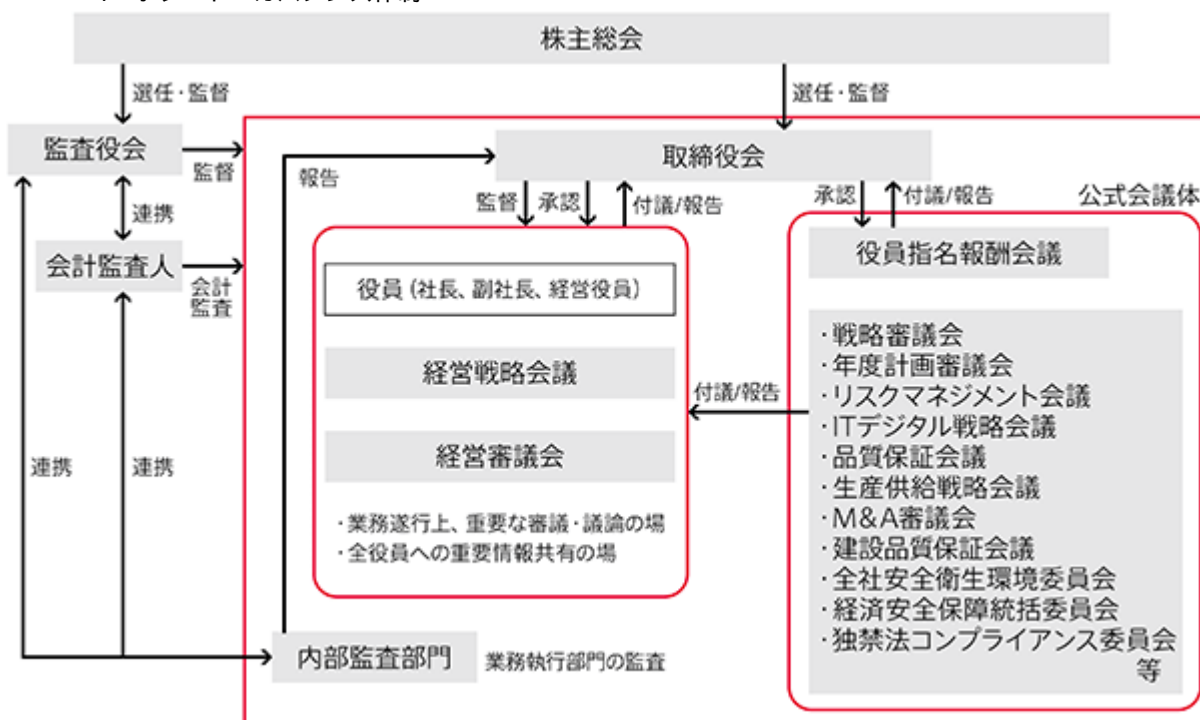 株主総会
選任・監督
選任・監督
監査役会
監督
取締役会
報告
連携
監督
承認
付議/報告
承認
付議/報告
公式会議体
会計監査人
会計
監査
役員（社長、副社長、経営役員）
経営戦略会議
経営審議会
・業務遂行上、重要な審議・議論の場
・全役員への重要情報共有の場
付議/報告
役員指名報酬会議
・戦略審議会
・年度計画審議会
・リスクマネジメント会議
・ITデジタル戦略会議
・品質保証会議
・生産供給戦略会議
・M&A審議会
・建設品質保証会議
・全社安全衛生環境委員会
・経済安全保障統括委員会
・独禁法コンプライアンス委員会
等
連携
連携
内部監査部門
業務執行部門の監査